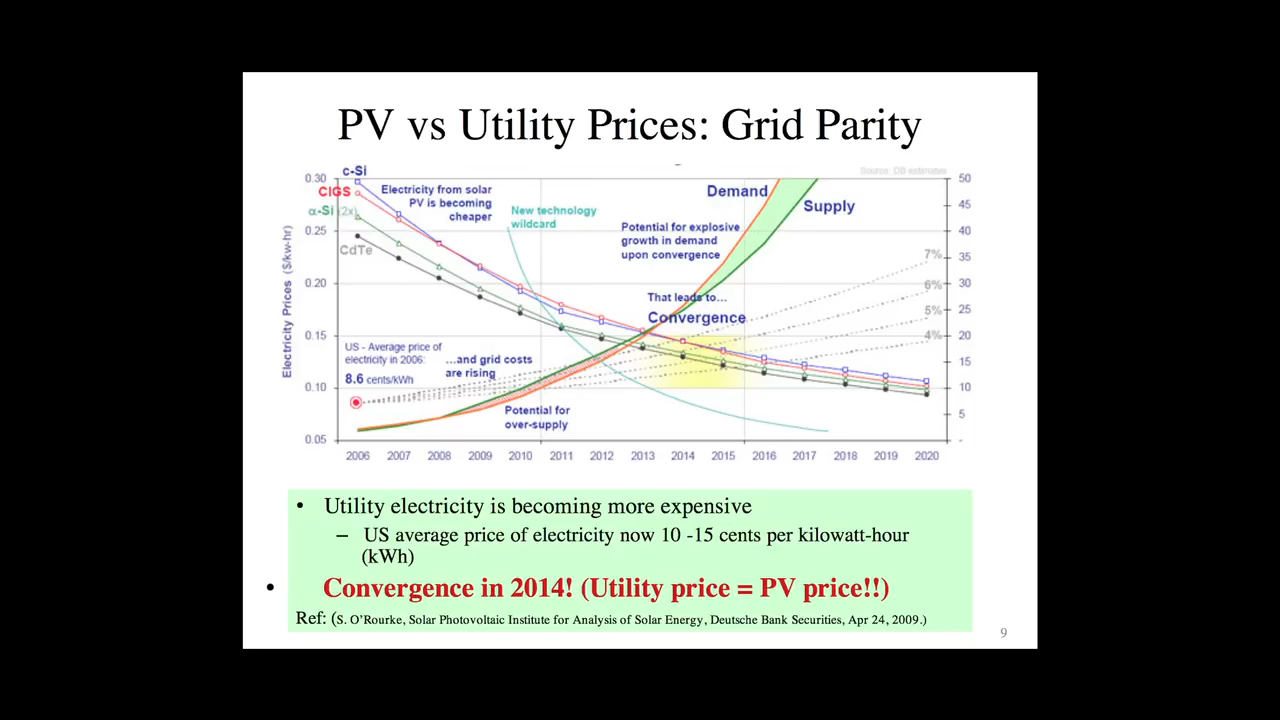 PV vs Utility Prices: Grid Parity
Source: DB estimates
c-Si
CIGS
α-Si (2x)
CdTe
Electricity from solar
PV is becoming
cheaper
New technology
wildcard
Demand
Supply
Potential for explosive
growth in demand
upon convergence
That leads to...
Convergence
7%
6%
5%
4%
US - Average price of
electricity in 2006:
8.6 cents/kWh
...and grid costs
are rising
Potential for
over-supply
Electricity Prices ($/kw-hr)
0.30
0.25
0.20
0.15
0.10
0.05
50
45
40
35
30
25
20
15
10
5
-
2006 2007 2008 2009 2010 2011 2012 2013 2014 2015 2016 2017 2018 2019 2020
• Utility electricity is becoming more expensive
– US average price of electricity now 10 -15 cents per kilowatt-hour
(kWh)
• Convergence in 2014! (Utility price = PV price!!)
Ref: (s. O’Rourke, Solar Photovoltaic Institute for Analysis of Solar Energy, Deutsche Bank Securities, Apr 24, 2009.)
9